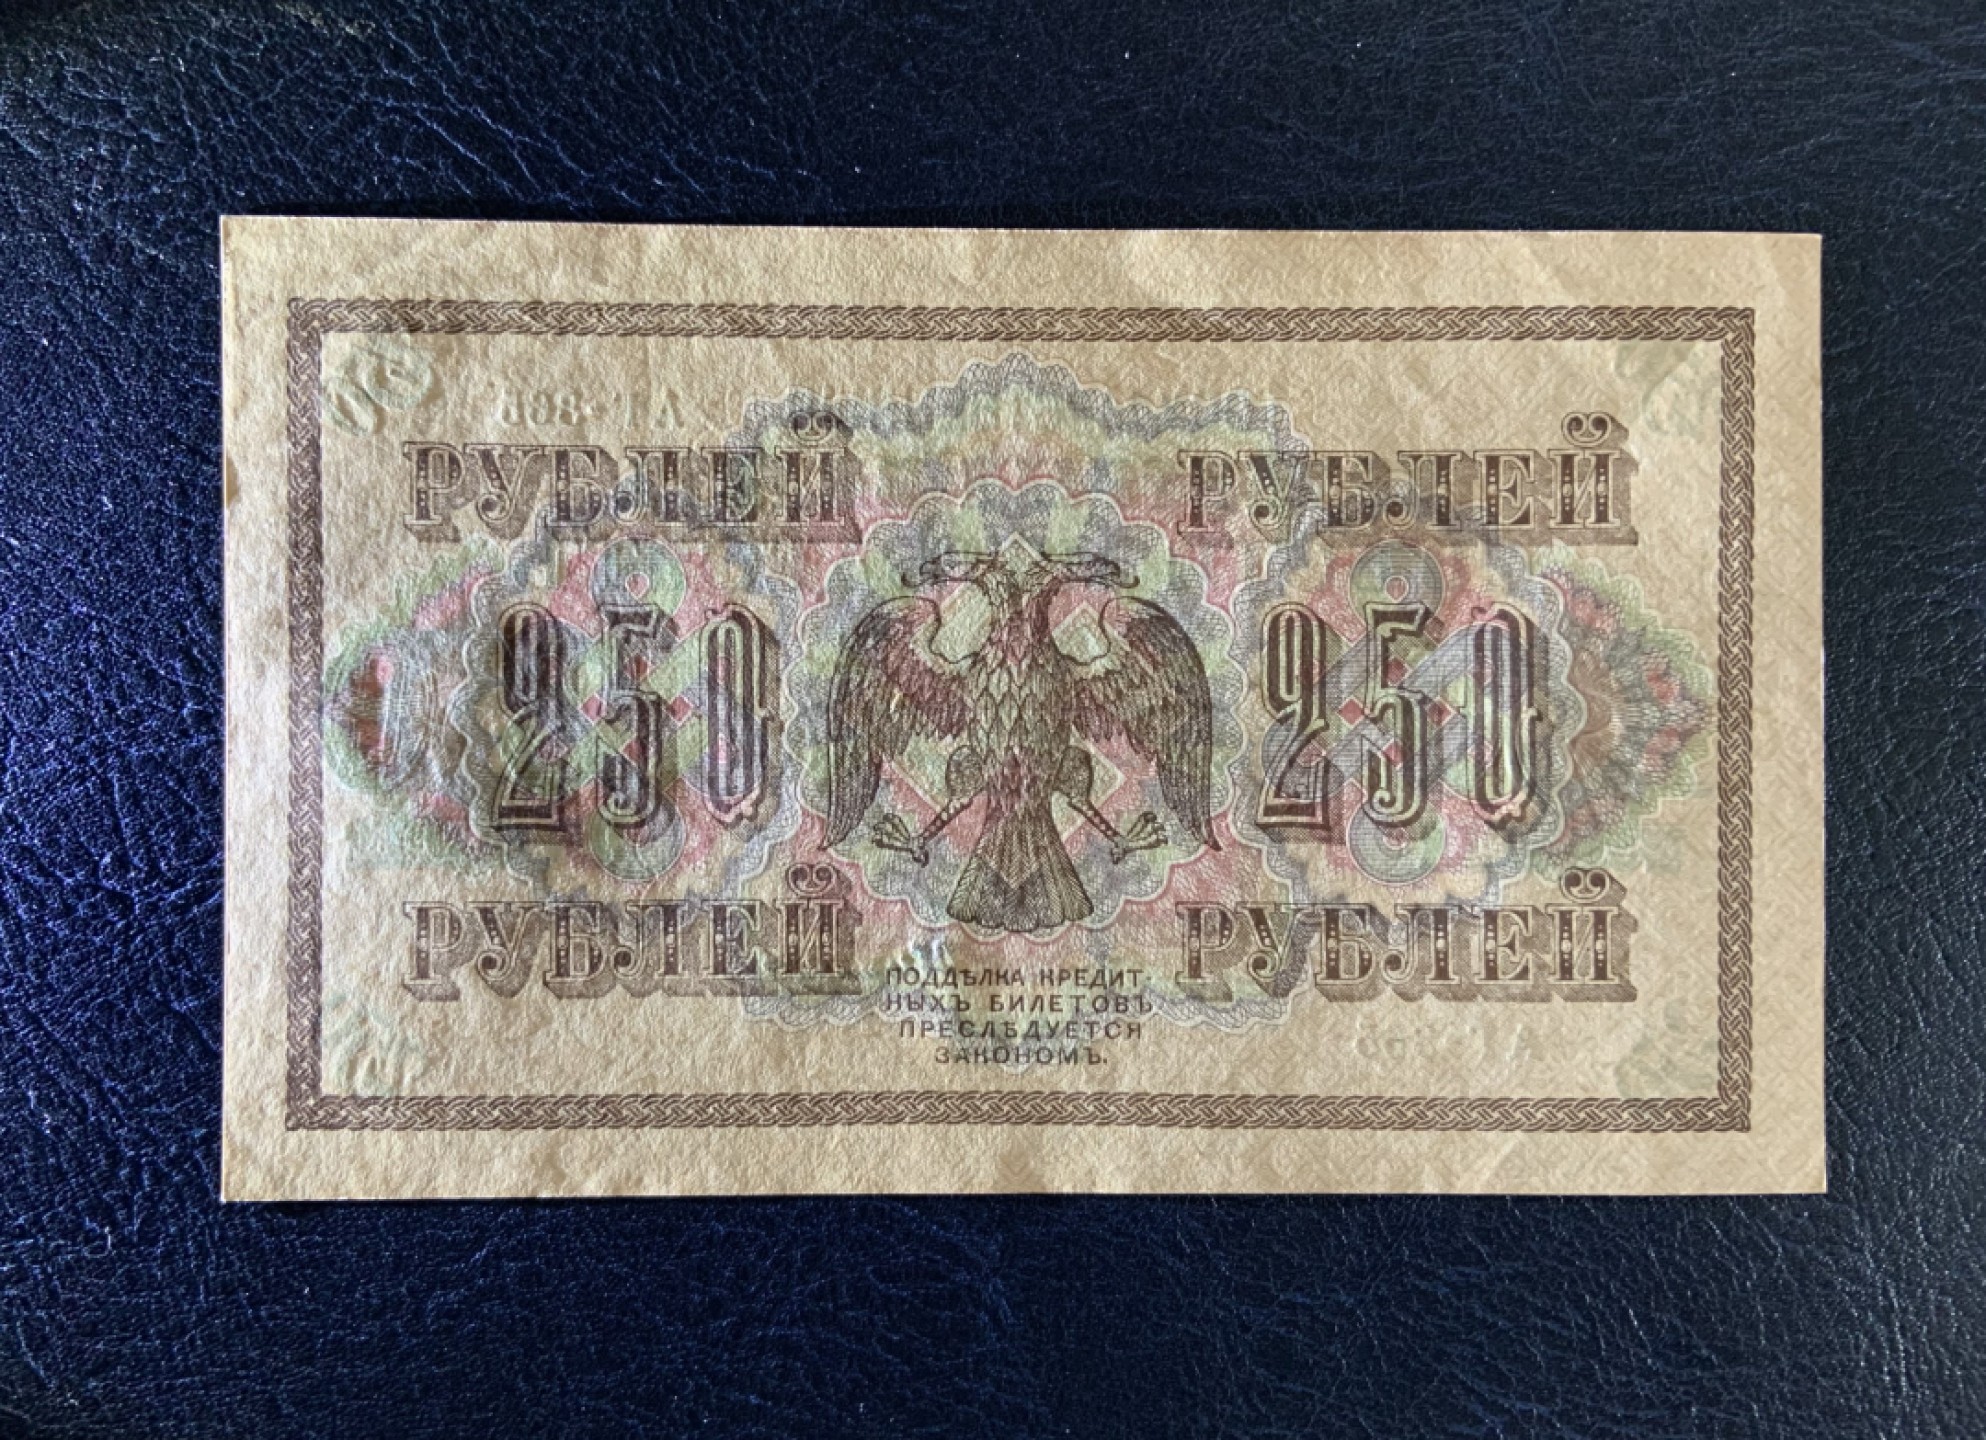 РУБЛЕЙ РУБЛЕЙ
250 250
РУБЛЕЙ РУБЛЕЙ
ПОДДѢЛКА КРЕДИТ-
НЫХЪ БИЛЕТОВЪ
ПРЕСЛѢДУЕТСЯ
ЗАКОНОМЪ.